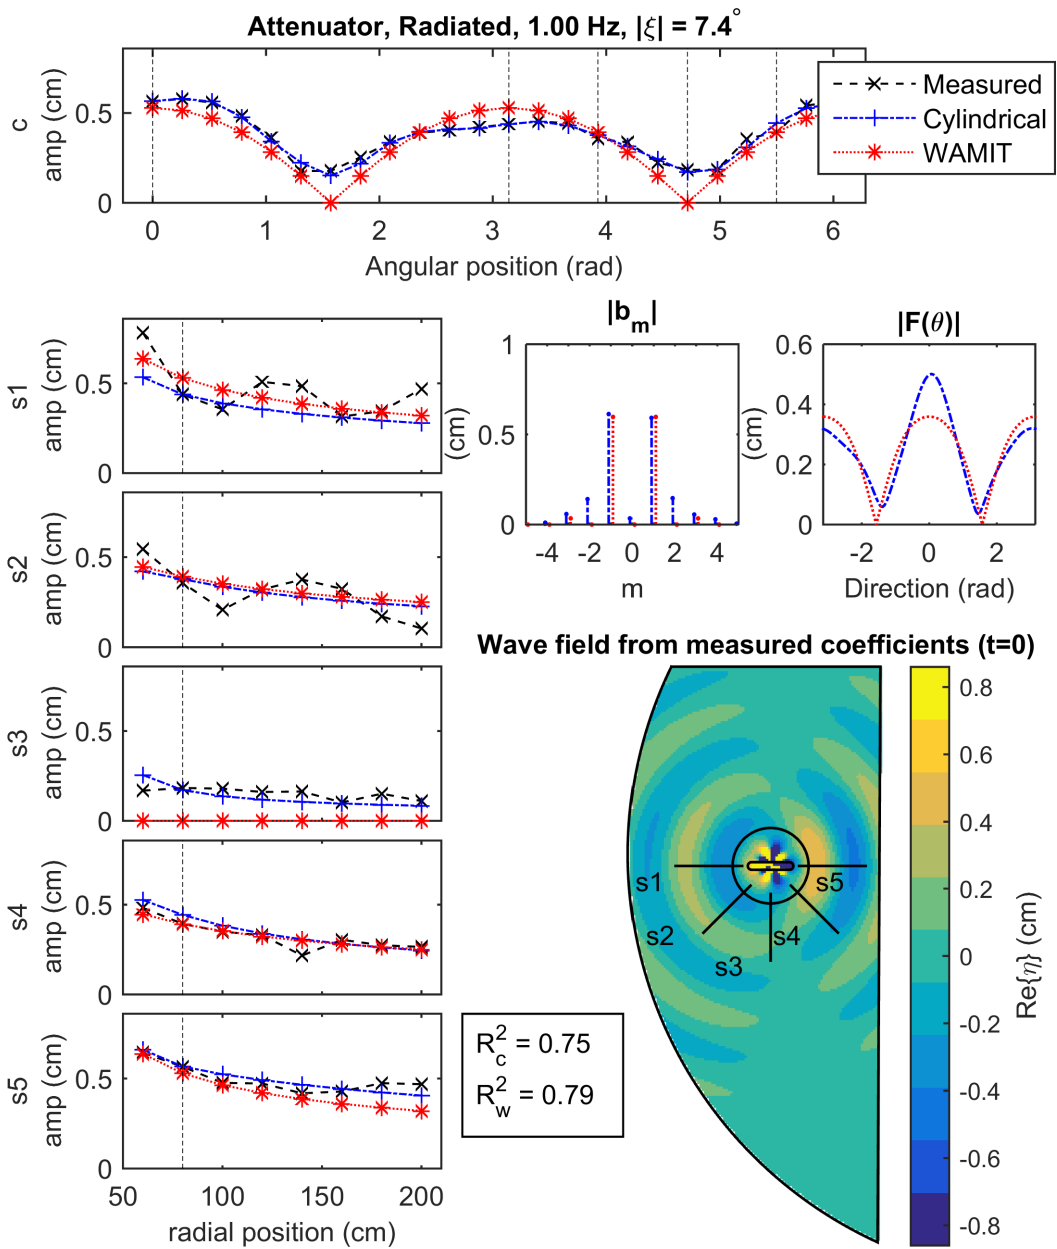 Attenuator, Radiated, 1.00 Hz, |ξ| = 7.4°
c
amp (cm)
0.5
0
0 1 2 3 4 5 6
Angular position (rad)
Measured
Cylindrical
WAMIT
s1
amp (cm)
0.5
0
s2
amp (cm)
0.5
0
s3
amp (cm)
0.5
0
s4
amp (cm)
0.5
0
s5
amp (cm)
0.5
0
50 100 150 200
radial position (cm)
|b_m|
(cm)
1
0.5
0
-4 -2 0 2 4
m
|F(θ)|
(cm)
0.6
0.4
0.2
0
-2 0 2
Direction (rad)
Wave field from measured coefficients (t=0)
s1
s2
s3
s4
s5
0.8
0.6
0.4
0.2
0
-0.2
-0.4
-0.6
-0.8
Re{η} (cm)
R_c^2 = 0.75
R_w^2 = 0.79